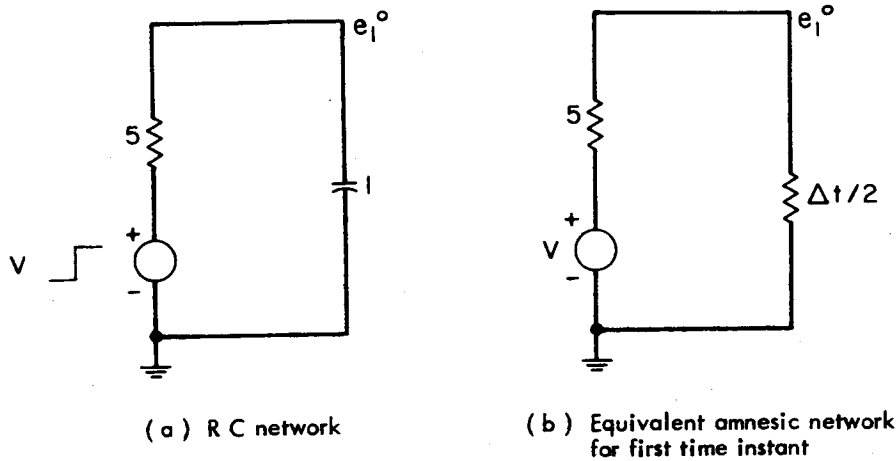 e₁°
5
1
+
V
-
(a) R C network
e₁°
5
Δt/2
+
V
-
(b) Equivalent amnesic network
for first time instant